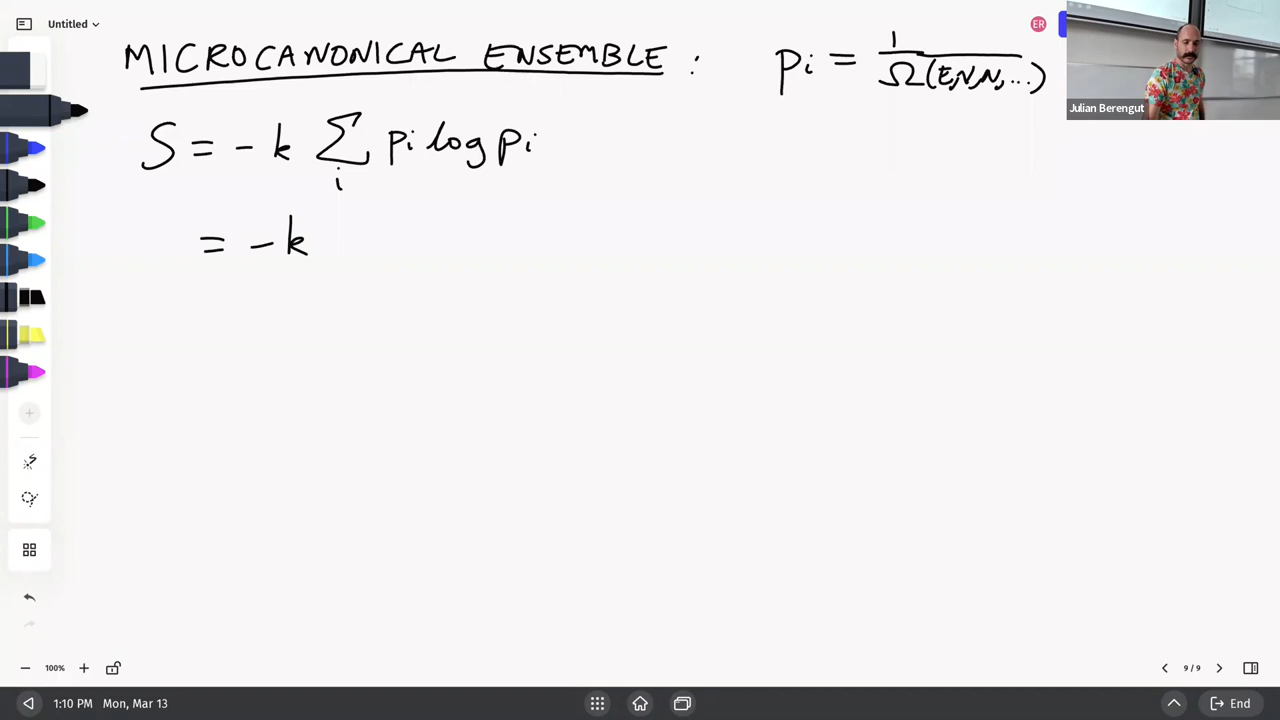 Untitled
ER
MICROCANONICAL ENSEMBLE : pi = 1/Ω(E,V,N,...)
Julian Berengut
S = -k Σ_i pi log pi
= -k
100%
9 / 9
1:10 PM Mon, Mar 13
End